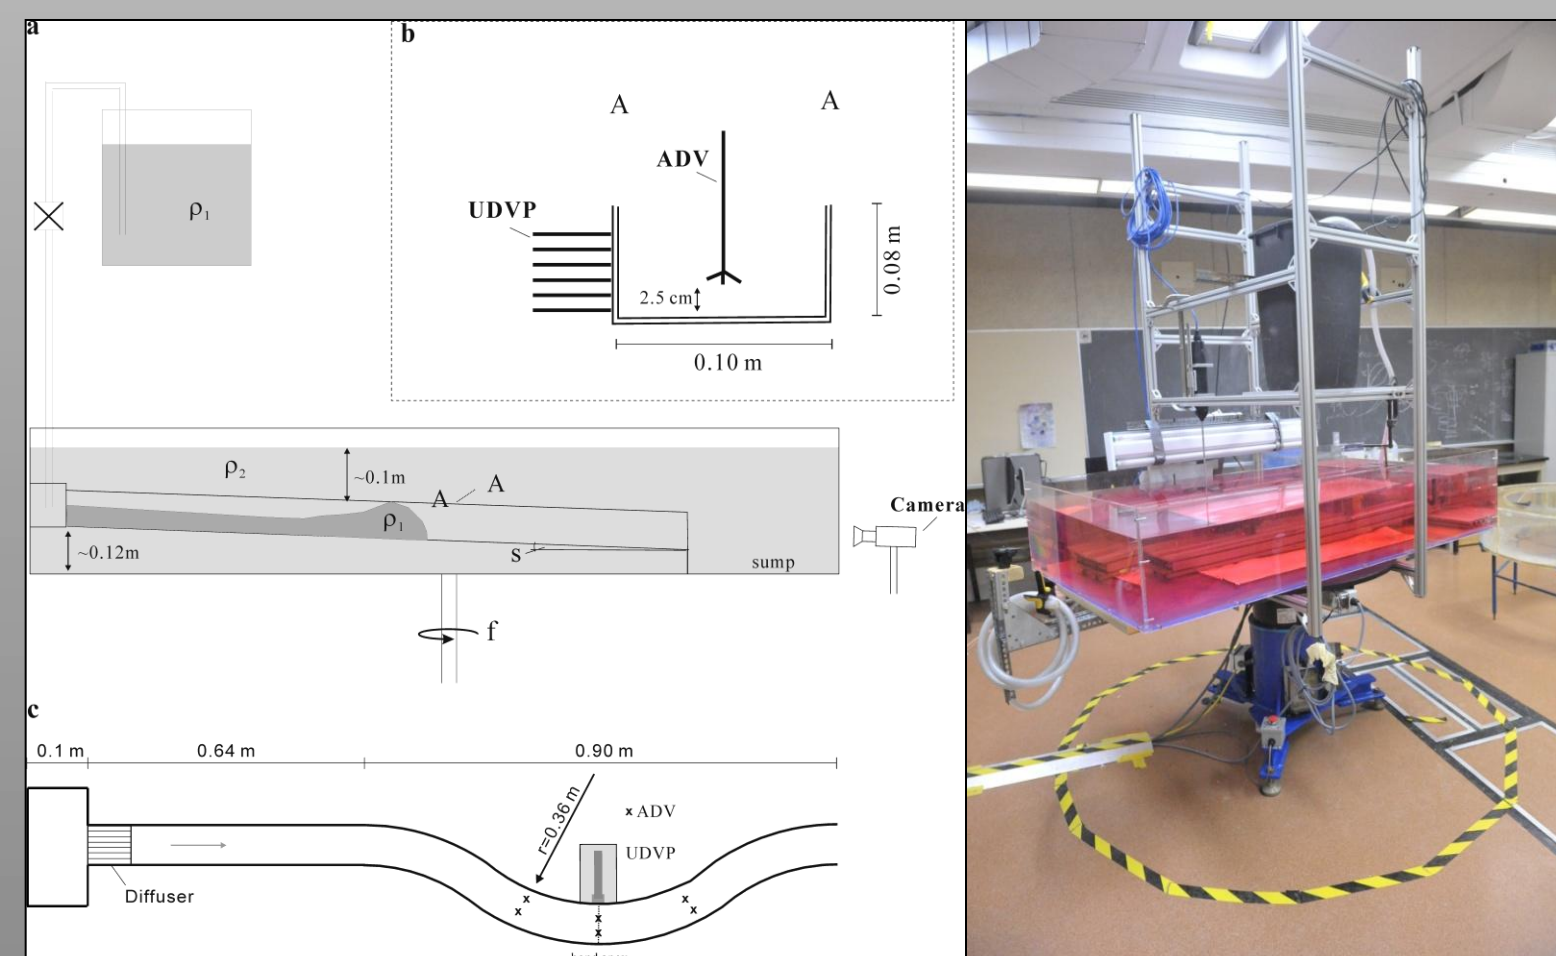 a
ρ1
ρ2
~0.1m
A
A
ρ1
~0.12m
S
sump
f
Camera
b
A
A
ADV
UDVP
2.5 cm
0.08 m
0.10 m
c
0.1 m
0.64 m
0.90 m
r=0.36 m
x ADV
UDVP
Diffuser